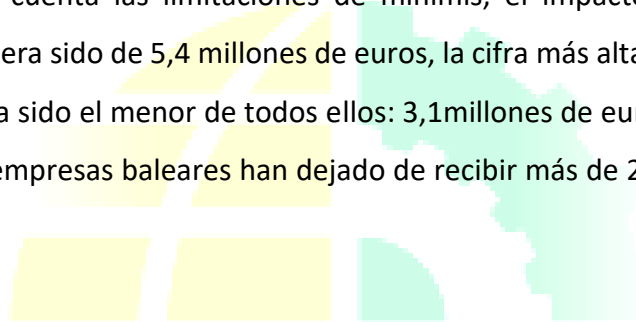 cuenta las limitaciones de minimis, el impacto
era sido de 5,4 millones de euros, la cifra más alta
a sido el menor de todos ellos: 3,1millones de eur
empresas baleares han dejado de recibir más de 2